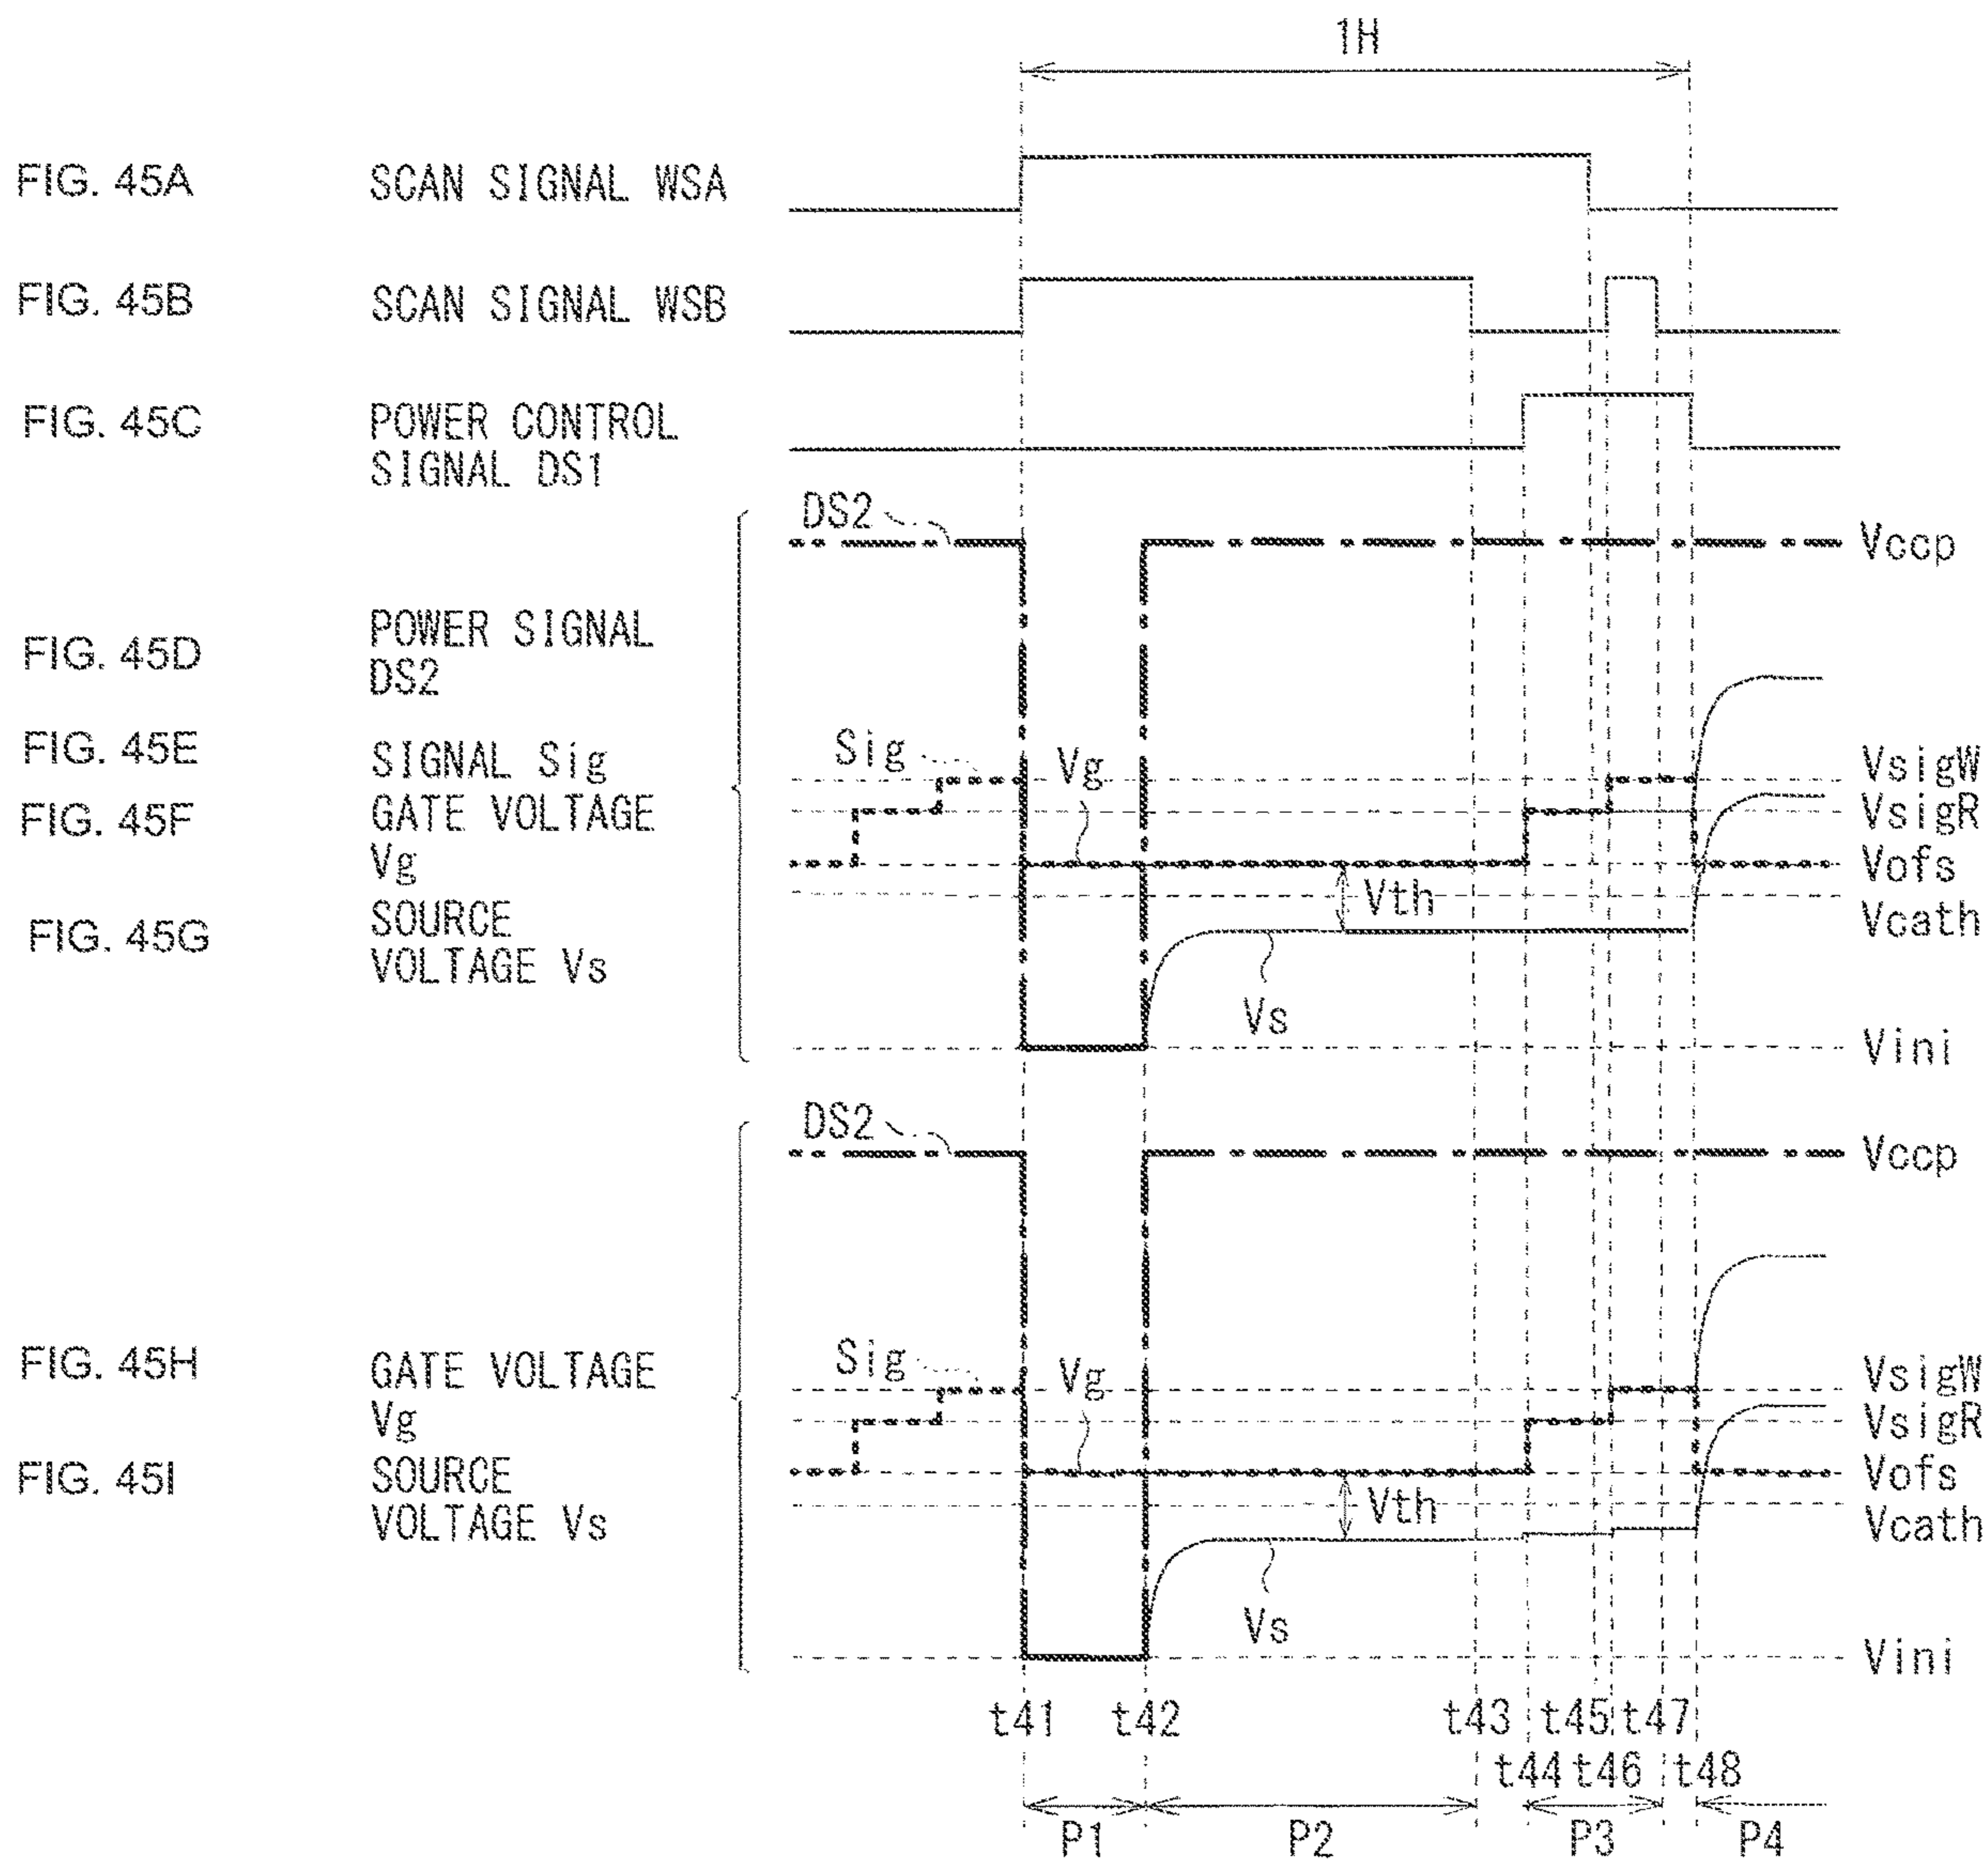 1H
FIG. 45A SCAN SIGNAL WSA
FIG. 45B SCAN SIGNAL WSB
FIG. 45C POWER CONTROL
SIGNAL DS1
DS2
Vccp
FIG. 45D POWER SIGNAL
DS2
FIG. 45E SIGNAL Sig
Sig
Vg
VsigW
FIG. 45F GATE VOLTAGE
Vg
VsigR
Vofs
Vth
Vcath
FIG. 45G SOURCE
VOLTAGE Vs
Vs
Vini
DS2
Vccp
FIG. 45H GATE VOLTAGE
Vg
Sig
Vg
VsigW
VsigR
Vofs
FIG. 45I SOURCE
VOLTAGE Vs
Vth
Vcath
Vs
Vini
t41 t42 t43 t45 t47
t44 t46 t48
P1 P2 P3 P4